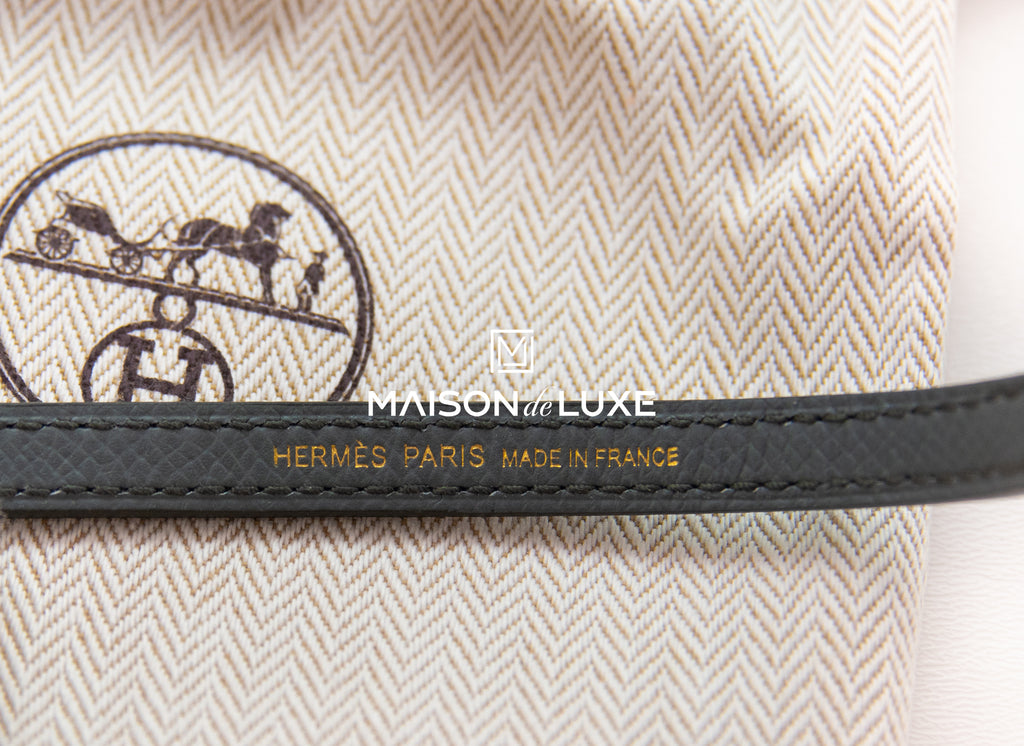 H
M
MAISON de LUXE
HERMÈS PARIS MADE IN FRANCE